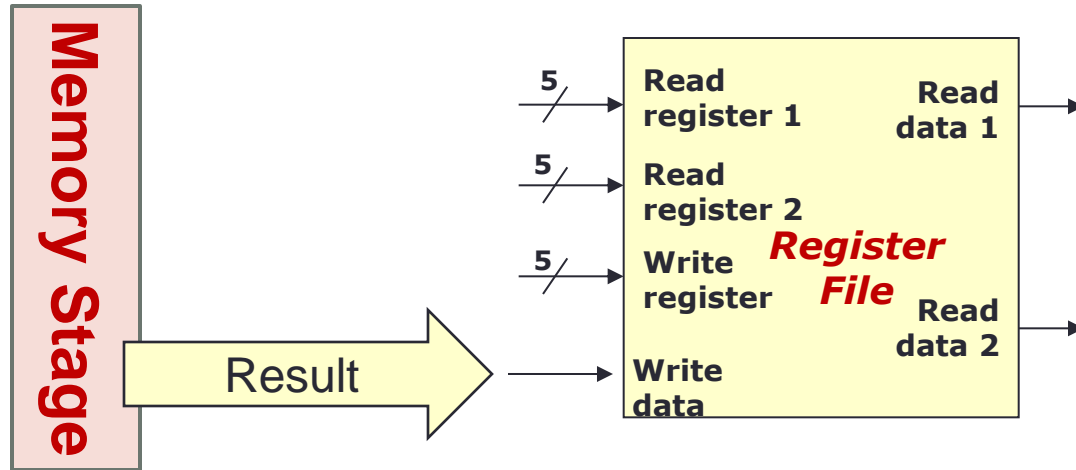 Memory Stage
Result
5
Read
register 1
5
Read
register 2
5
Write
register
Write
data
Register
File
Read
data 1
Read
data 2